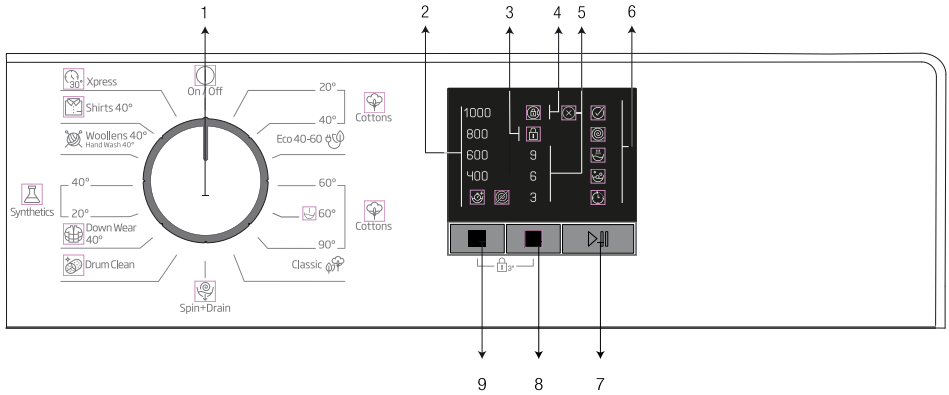 1
2
3
4
5
6
30'
Xpress
On / Off
20°
Shirts 40°
40°
Cottons
Woollens 40°
Hand Wash 40°
Eco 40-60
40°
60°
Synthetics
20°
60°
Cottons
Down Wear
40°
90°
Drum Clean
Classic
Spin+Drain
1000
800
600
9
400
6
3
3"
9
8
7